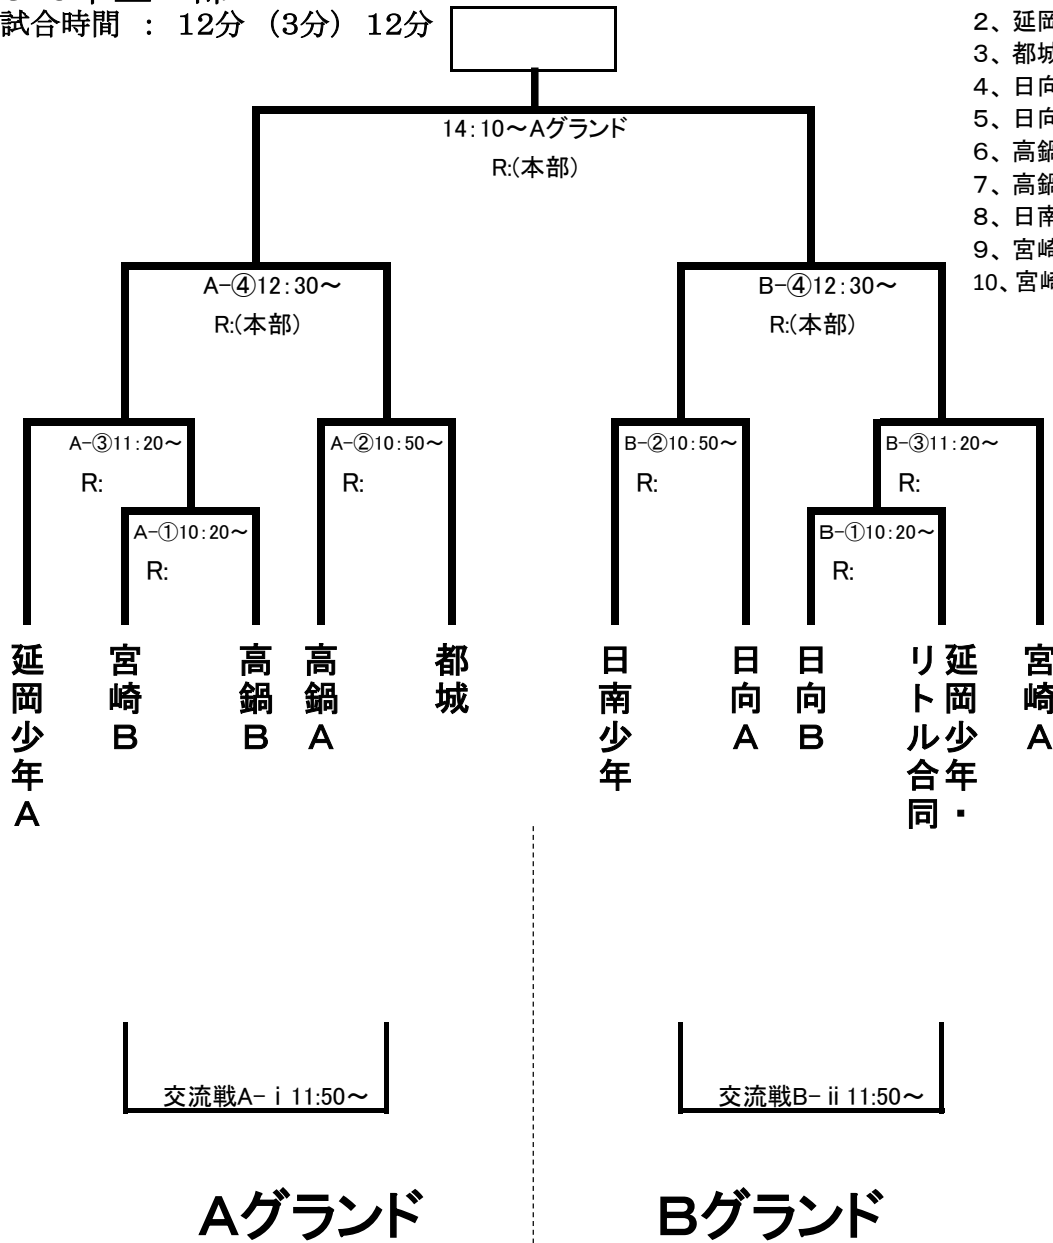 試合時間 : 12分 (3分) 12分
2、延岡
3、都城
4、日向
5、日向
6、高鍋
7、高鍋
8、日南
9、宮崎
10、宮崎
14:10～Aグランド
R:(本部)
A-④12:30～
R:(本部)
B-④12:30～
R:(本部)
A-③11:20～
R:
A-②10:50～
R:
B-②10:50～
R:
B-③11:20～
R:
A-①10:20～
R:
B-①10:20～
R:
延岡少年A
宮崎B
高鍋B
高鍋A
都城
日南少年
日向A
日向B
延岡少年・
リトル合同
宮崎A
交流戦A-ⅰ 11:50～
交流戦B-ⅱ 11:50～
Aグランド
Bグランド